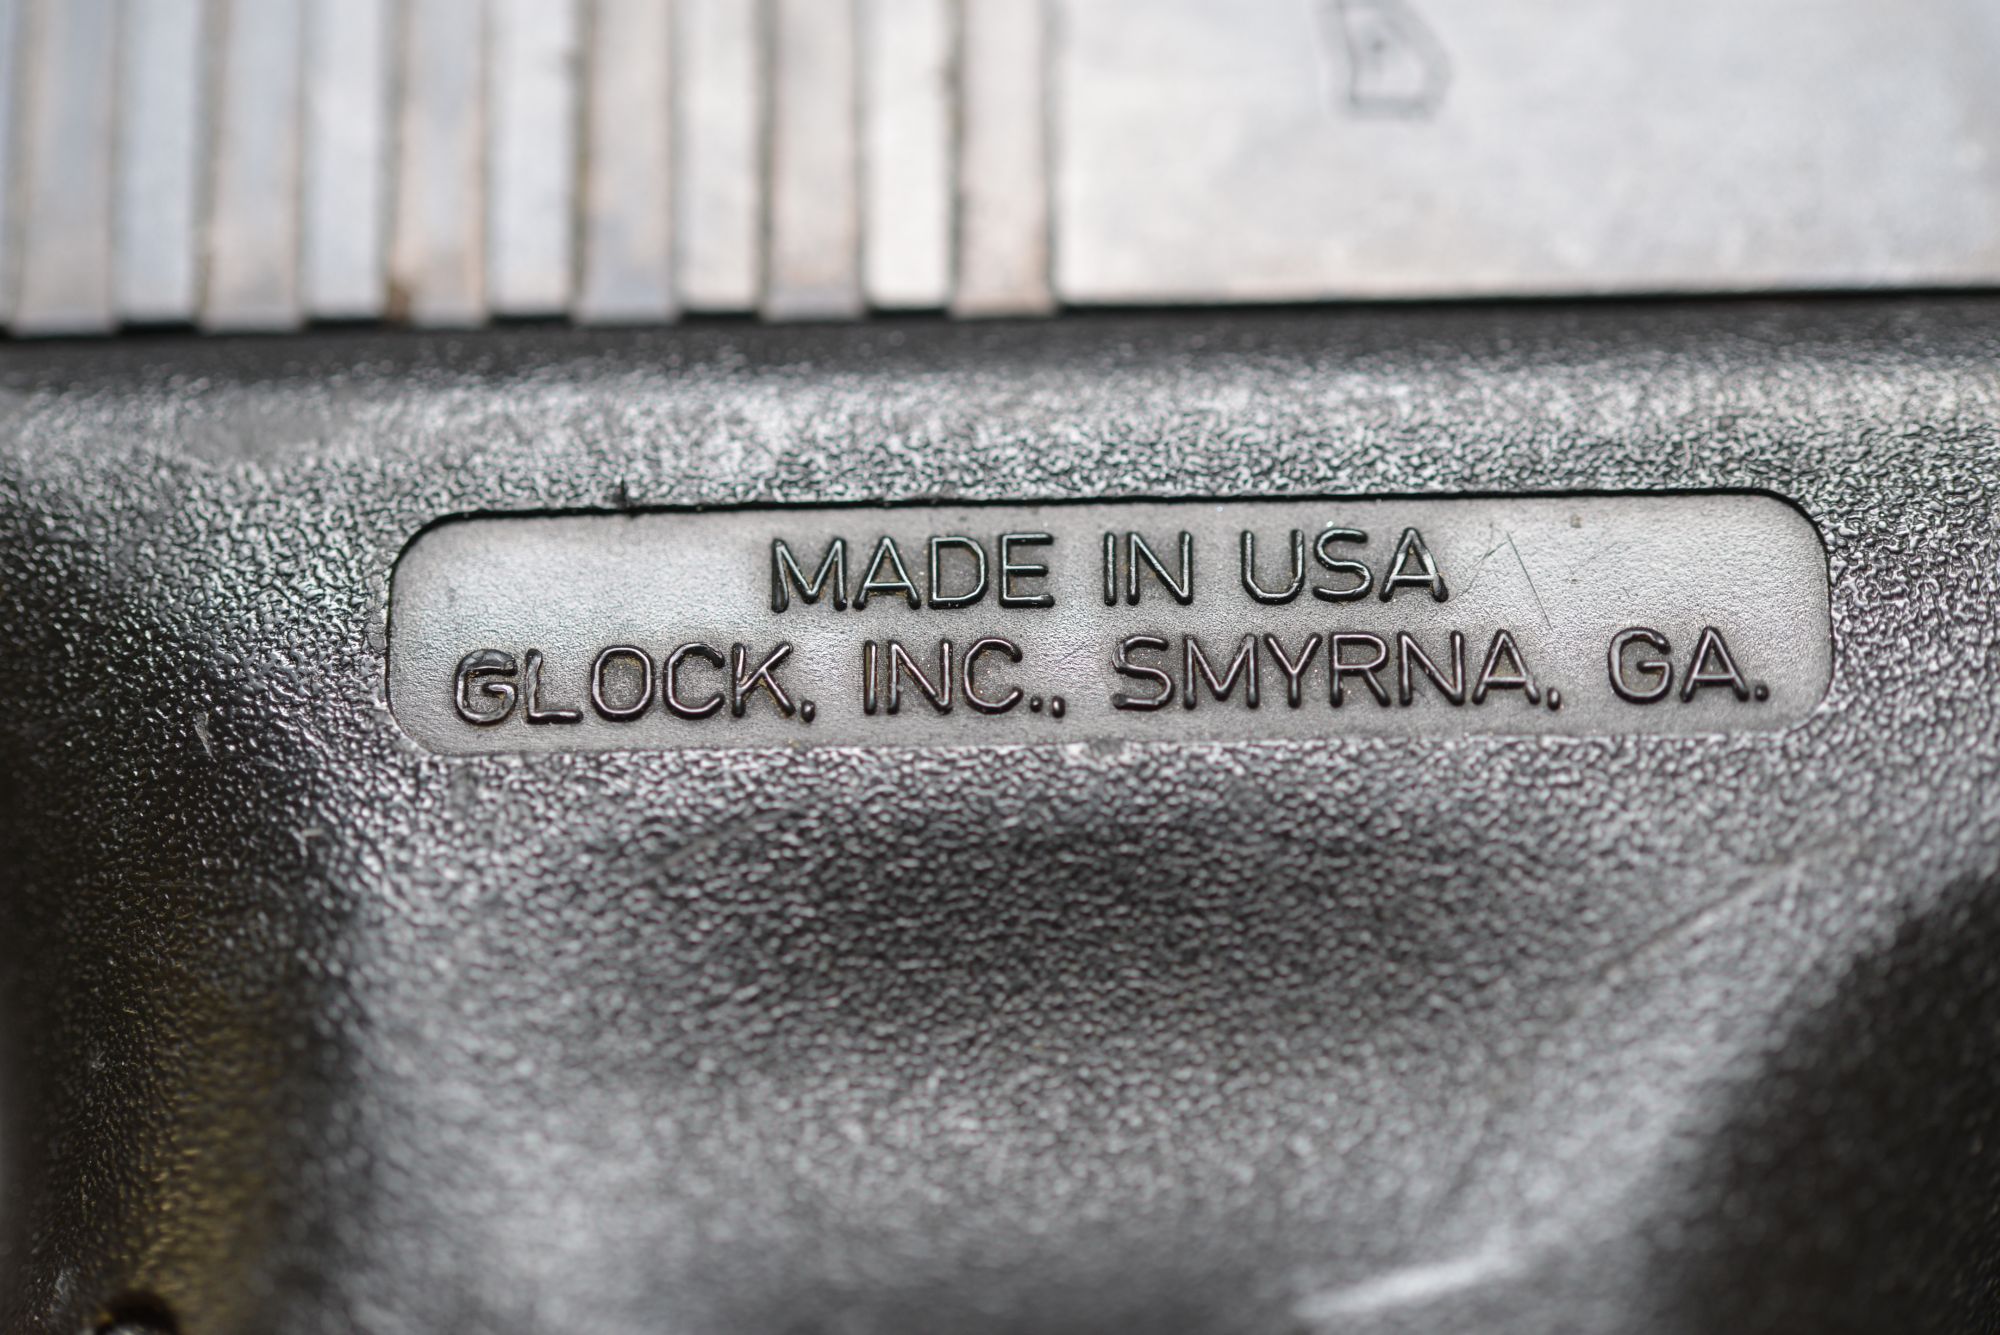 MADE IN USA
GLOCK, INC., SMYRNA, GA.